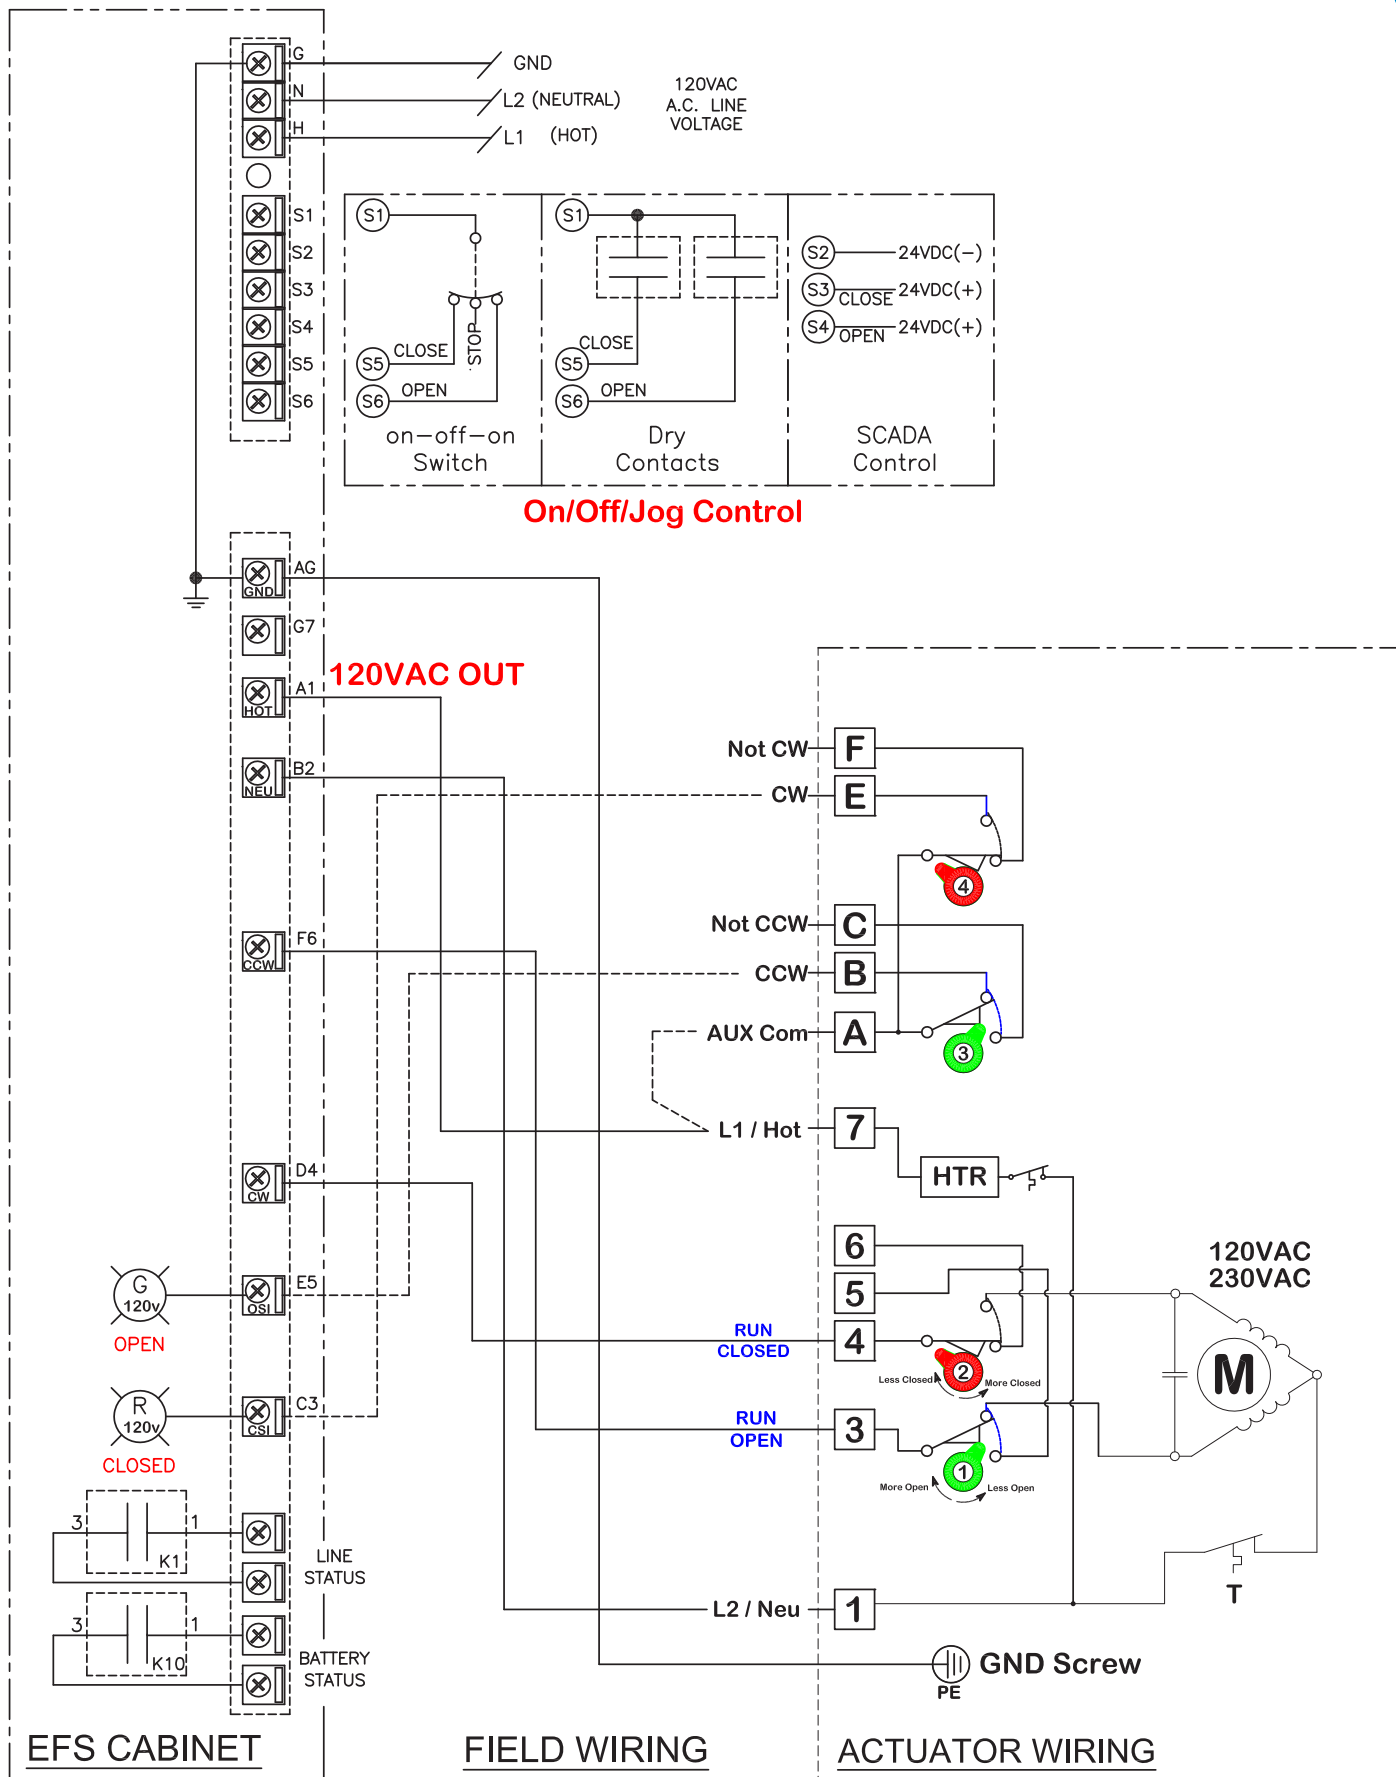 G
GND
N
L2 (NEUTRAL)
H
L1 (HOT)
120VAC
A.C. LINE
VOLTAGE
S1
S2
S3
S4
S5
S6
S1
STOP
S5
CLOSE
S6
OPEN
on-off-on
Switch
S1
S5
CLOSE
S6
OPEN
Dry
Contacts
S2
24VDC(-)
S3
CLOSE
24VDC(+)
S4
OPEN
24VDC(+)
SCADA
Control
On/Off/Jog Control
AG
GND
G7
120VAC OUT
A1
HOT
B2
NEU
F6
CCW
D4
CW
E5
OSI
G
120v
OPEN
C3
CSI
R
120v
CLOSED
3
1
K1
LINE
STATUS
3
1
K10
BATTERY
STATUS
Not CW
F
CW
E
4
Not CCW
C
CCW
B
AUX Com
A
3
L1 / Hot
7
HTR
6
5
RUN
CLOSED
4
2
Less Closed
More Closed
RUN
OPEN
3
1
More Open
Less Open
120VAC
230VAC
M
T
L2 / Neu
1
GND Screw
PE
EFS CABINET
FIELD WIRING
ACTUATOR WIRING